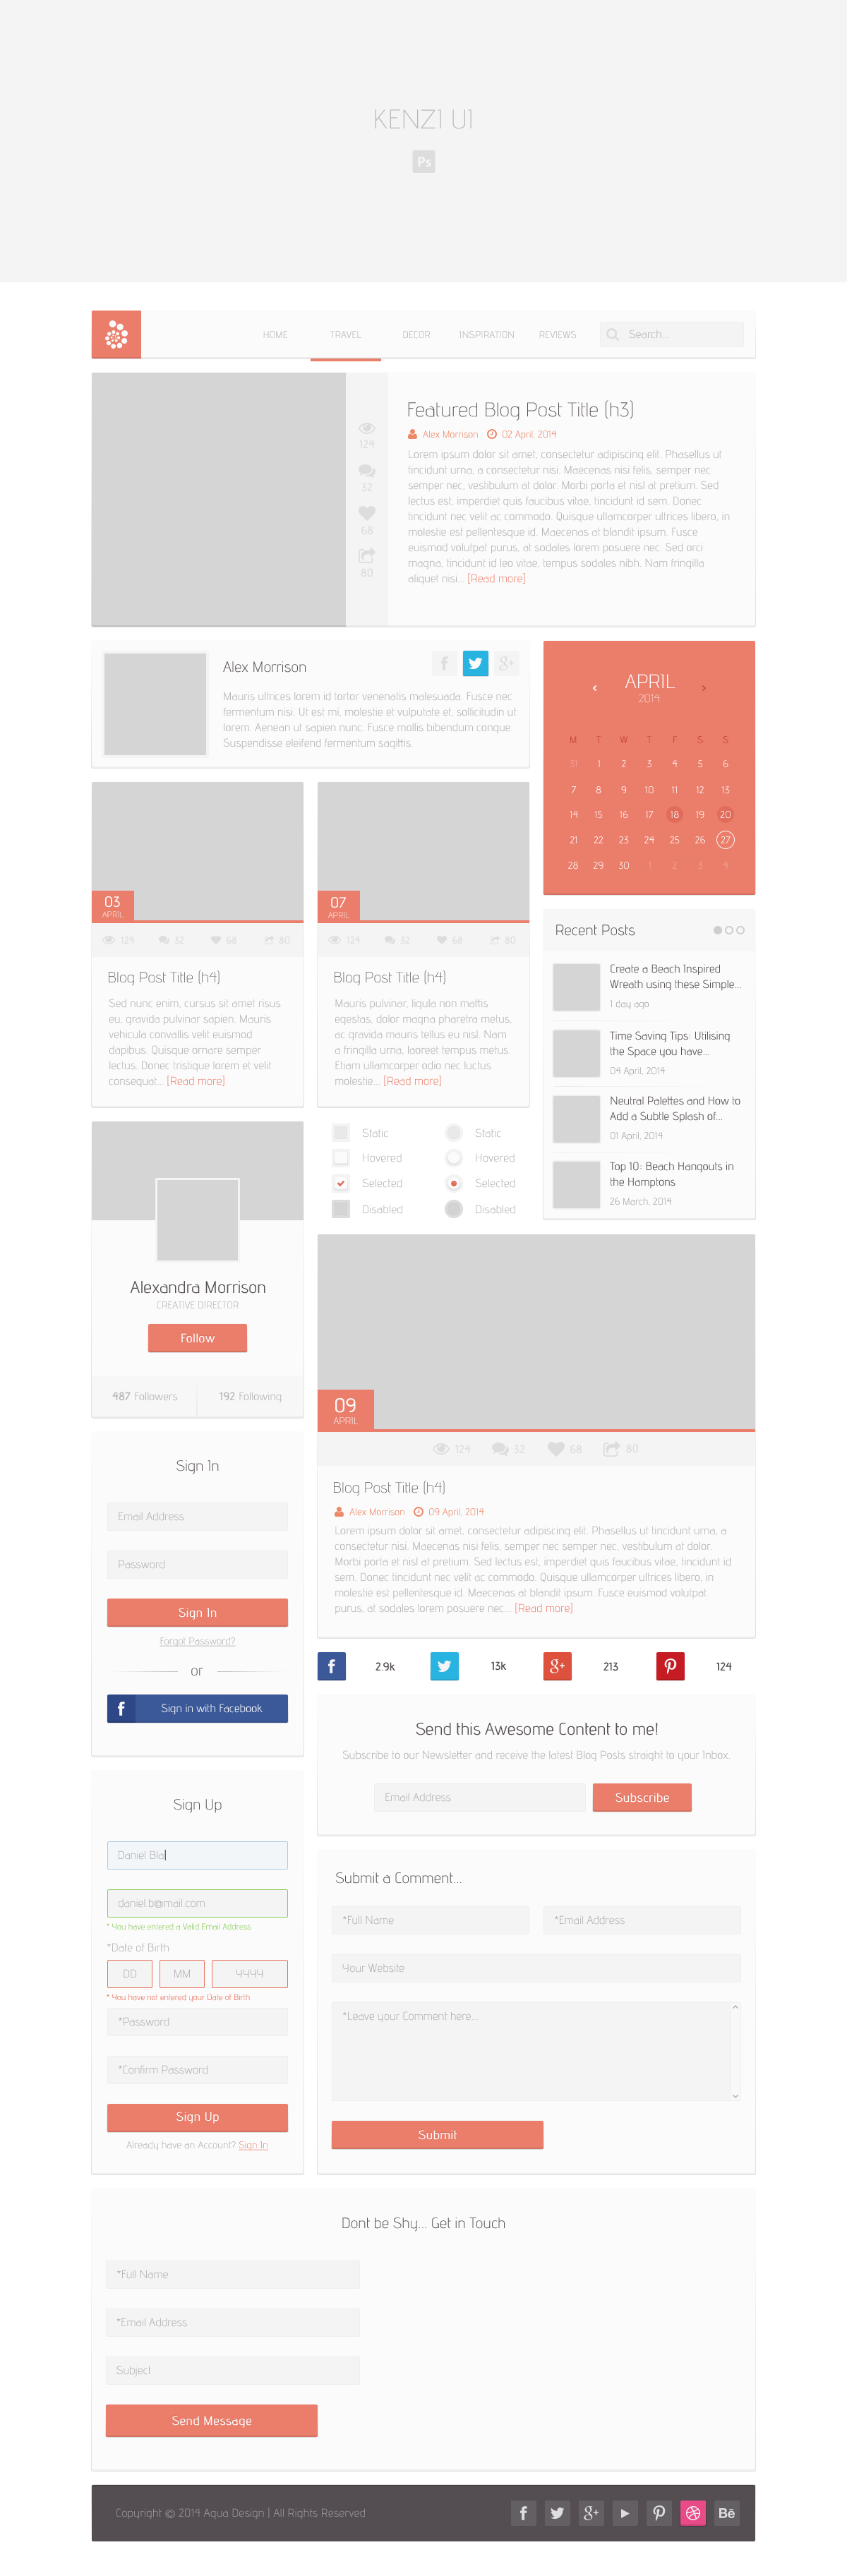 KENZI UI
Ps
HOME TRAVEL DECOR INSPIRATION REVIEWS Search...
124
32
68
80
Featured Blog Post Title (h3)
Alex Morrison 02 April, 2014
Lorem ipsum dolor sit amet, consectetur adipiscing elit. Phasellus ut
tincidunt urna, a consectetur nisi. Maecenas nisi felis, semper nec
semper nec, vestibulum at dolor. Morbi porta et nisl at pretium. Sed
lectus est, imperdiet quis faucibus vitae, tincidunt id sem. Donec
tincidunt nec velit ac commodo. Quisque ullamcorper ultrices libero, in
molestie est pellentesque id. Maecenas at blandit ipsum. Fusce
euismod volutpat purus, at sodales lorem posuere nec. Sed orci
magna, tincidunt id leo vitae, tempus sodales nibh. Nam fringilla
aliquet nisi... [Read more]
Alex Morrison
f g+
Mauris ultrices lorem id tortor venenatis malesuada. Fusce nec
fermentum nisi. Ut est mi, molestie et vulputate et, sollicitudin ut
lorem. Aenean ut sapien nunc. Fusce mollis bibendum congue.
Suspendisse eleifend fermentum sagittis.
APRIL
2014
M T W T F S S
31 1 2 3 4 5 6
7 8 9 10 11 12 13
14 15 16 17 18 19 20
21 22 23 24 25 26 27
28 29 30 1 2 3 4
03
APRIL
124 32 68 80
Blog Post Title (h4)
Sed nunc enim, cursus sit amet risus
eu, gravida pulvinar sapien. Mauris
vehicula convallis velit euismod
dapibus. Quisque ornare semper
lectus. Donec tristique lorem et velit
consequat... [Read more]
07
APRIL
124 32 68 80
Blog Post Title (h4)
Mauris pulvinar, ligula non mattis
egestas, dolor magna pharetra metus,
ac gravida mauris tellus eu nisl. Nam
a fringilla urna, laoreet tempus metus.
Etiam ullamcorper odio nec luctus
molestie... [Read more]
Recent Posts
Create a Beach Inspired
Wreath using these Simple...
1 day ago
Time Saving Tips: Utilising
the Space you have...
04 April, 2014
Neutral Palettes and How to
Add a Subtle Splash of...
01 April, 2014
Top 10: Beach Hangouts in
the Hamptons
26 March, 2014
Static Static
Hovered Hovered
Selected Selected
Disabled Disabled
Alexandra Morrison
CREATIVE DIRECTOR
Follow
487 Followers 192 Following
09
APRIL
124 32 68 80
Blog Post Title (h4)
Alex Morrison 09 April, 2014
Lorem ipsum dolor sit amet, consectetur adipiscing elit. Phasellus ut tincidunt urna, a
consectetur nisi. Maecenas nisi felis, semper nec semper nec, vestibulum at dolor.
Morbi porta et nisl at pretium. Sed lectus est, imperdiet quis faucibus vitae, tincidunt id
sem. Donec tincidunt nec velit ac commodo. Quisque ullamcorper ultrices libero, in
molestie est pellentesque id. Maecenas at blandit ipsum. Fusce euismod volutpat
purus, at sodales lorem posuere nec... [Read more]
Sign In
Email Address
Password
Sign In
Forgot Password?
or
f Sign in with Facebook
f 2.9k 13k g+ 213 124
Send this Awesome Content to me!
Subscribe to our Newsletter and receive the latest Blog Posts straight to your Inbox.
Email Address Subscribe
Sign Up
Daniel Bla
daniel.b@mail.com
* You have entered a Valid Email Address
*Date of Birth
DD MM YYYY
* You have not entered your Date of Birth
*Password
*Confirm Password
Sign Up
Already have an Account? Sign In
Submit a Comment...
*Full Name *Email Address
Your Website
*Leave your Comment here...
Submit
Dont be Shy... Get in Touch
*Full Name
*Email Address
Subject
Send Message
Copyright © 2014 Aqua Design | All Rights Reserved f g+ Bē